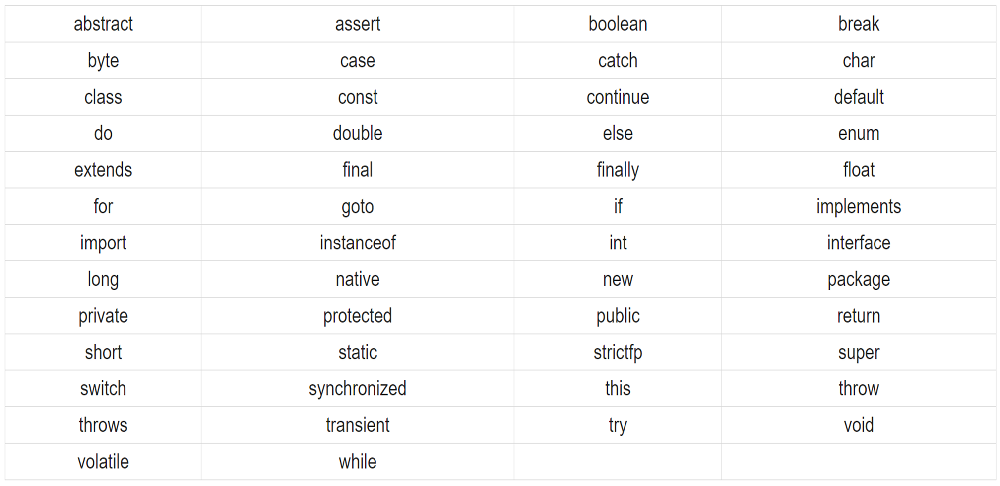 abstract assert boolean break
byte case catch char
class const continue default
do double else enum
extends final finally float
for goto if implements
import instanceof int interface
long native new package
private protected public return
short static strictfp super
switch synchronized this throw
throws transient try void
volatile while